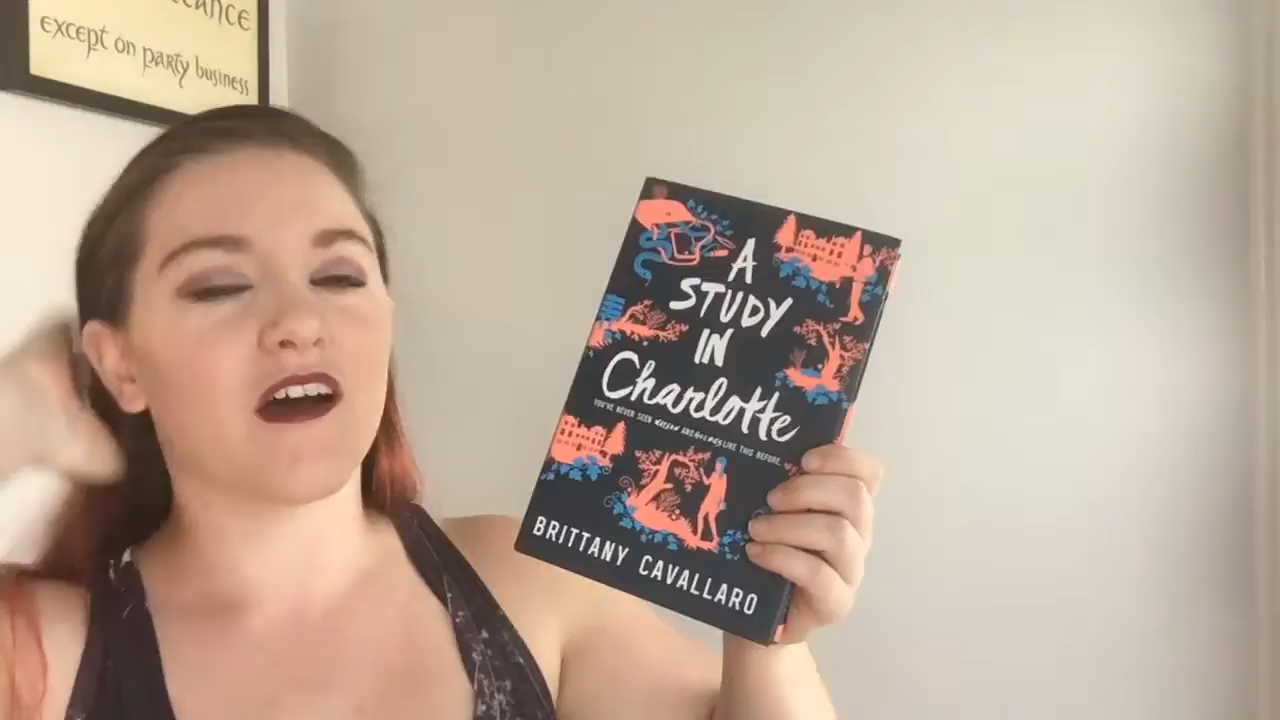 except on party business
A
STUDY
IN
Charlotte
YOU'VE NEVER SEEN WATSON AND HOLMES LIKE THIS BEFORE.
BRITTANY CAVALLARO